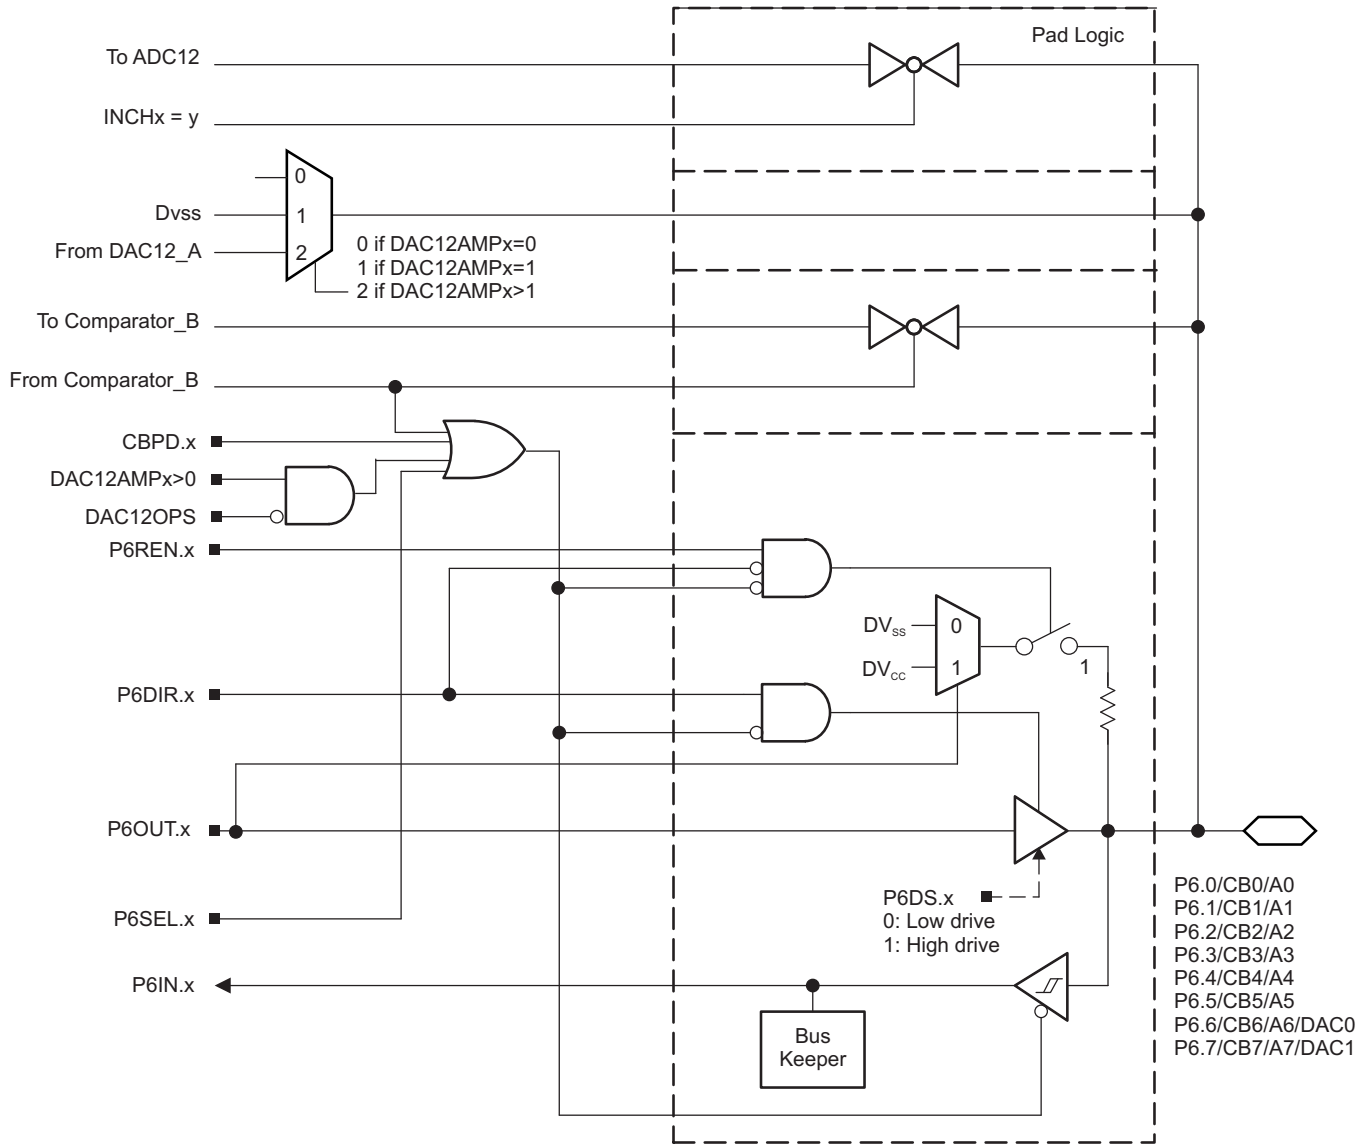 Pad Logic
To ADC12
INCHx = y
0
Dvss
1
From DAC12_A
2
0 if DAC12AMPx=0
1 if DAC12AMPx=1
2 if DAC12AMPx>1
To Comparator_B
From Comparator_B
CBPD.x
DAC12AMPx>0
DAC12OPS
P6REN.x
DVSS
0
DVCC
1
1
P6DIR.x
P6OUT.x
P6DS.x
0: Low drive
1: High drive
P6SEL.x
P6IN.x
Bus
Keeper
P6.0/CB0/A0
P6.1/CB1/A1
P6.2/CB2/A2
P6.3/CB3/A3
P6.4/CB4/A4
P6.5/CB5/A5
P6.6/CB6/A6/DAC0
P6.7/CB7/A7/DAC1